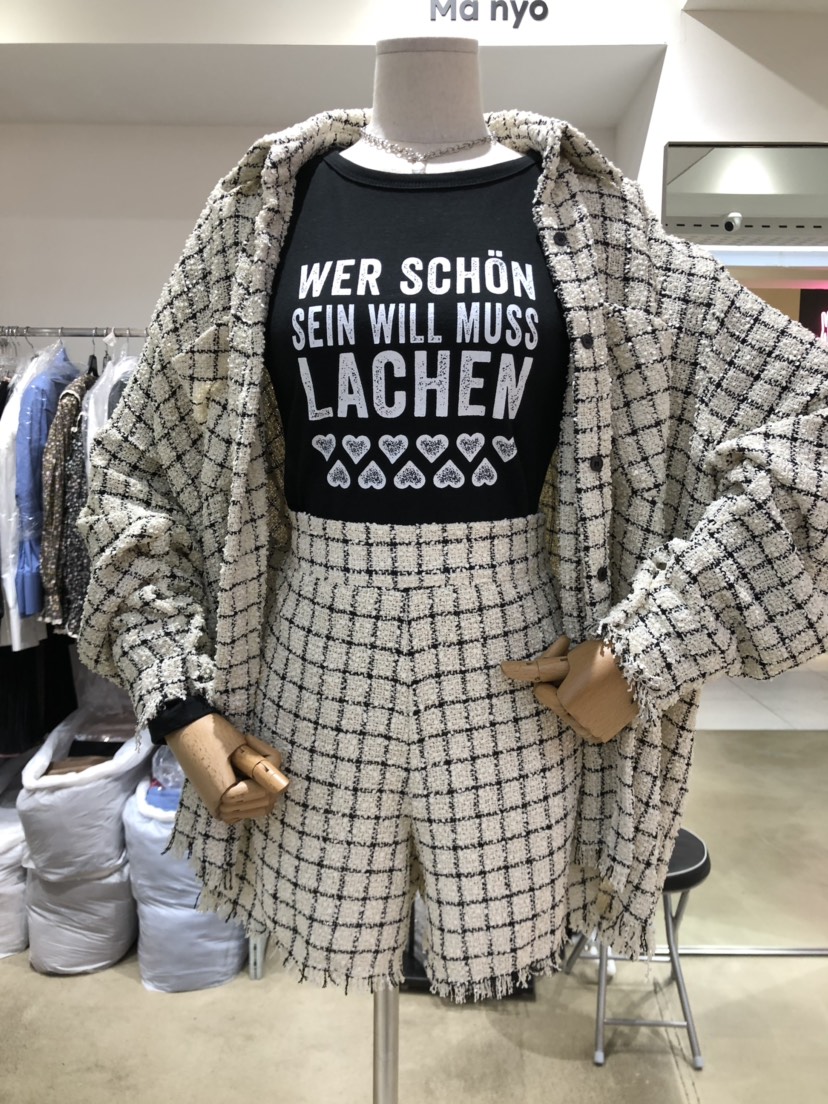 Ma nyo
WER SCHÖN
SEIN WILL MUSS
LACHEN